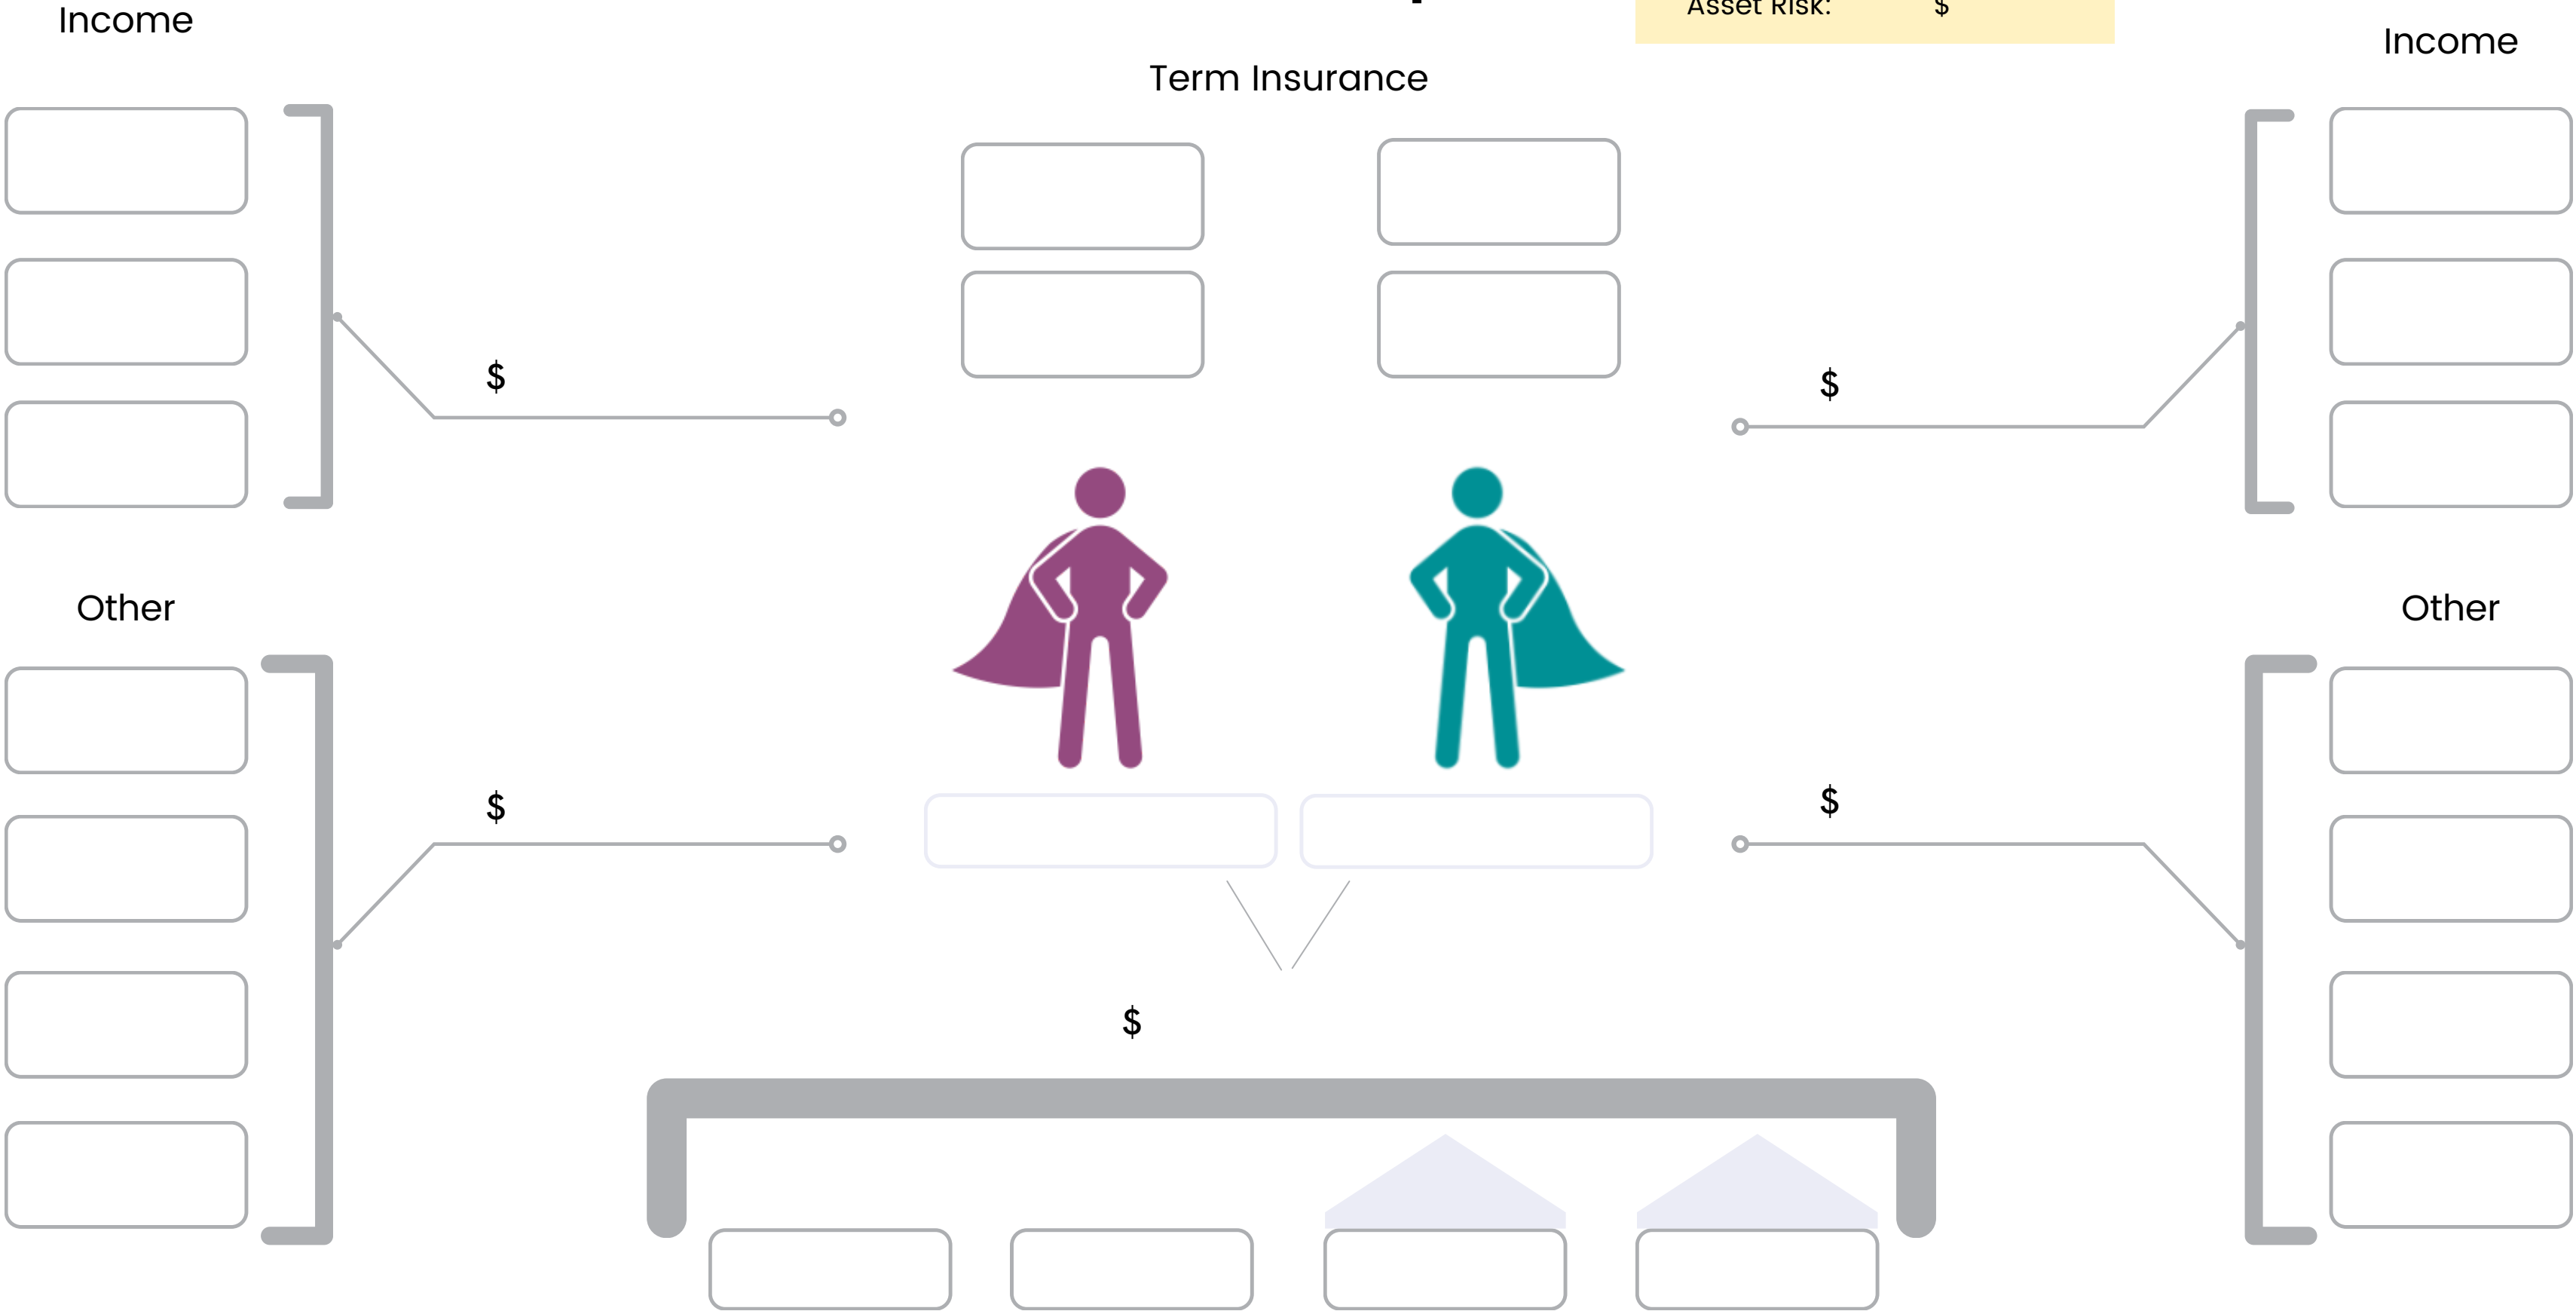 Income
Asset Risk: $
Income
Term Insurance
$
$
Other
Other
$
$
$